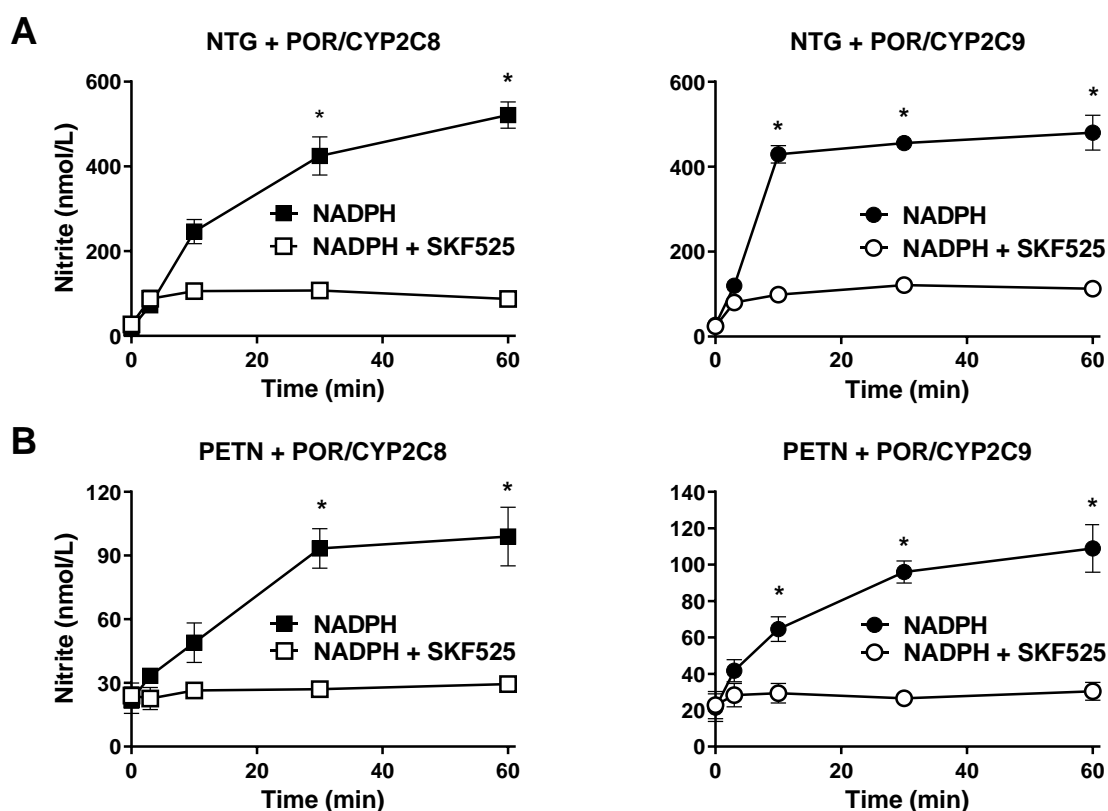 A
NTG + POR/CYP2C8
NTG + POR/CYP2C9
Nitrite (nmol/L)
600
400
200
0
*
*
NADPH
NADPH + SKF525
0
20
40
60
Time (min)
600
400
200
0
*
*
*
NADPH
NADPH + SKF525
0
20
40
60
Time (min)
B
PETN + POR/CYP2C8
PETN + POR/CYP2C9
Nitrite (nmol/L)
120
90
60
30
0
*
*
NADPH
NADPH + SKF525
0
20
40
60
Time (min)
140
120
100
80
60
40
20
0
*
*
*
NADPH
NADPH + SKF525
0
20
40
60
Time (min)